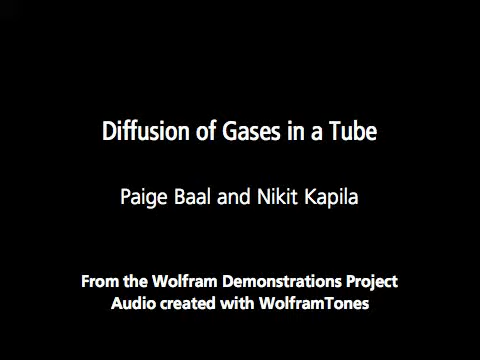 Diffusion of Gases in a Tube
Paige Baal and Nikit Kapila
From the Wolfram Demonstrations Project
Audio created with WolframTones